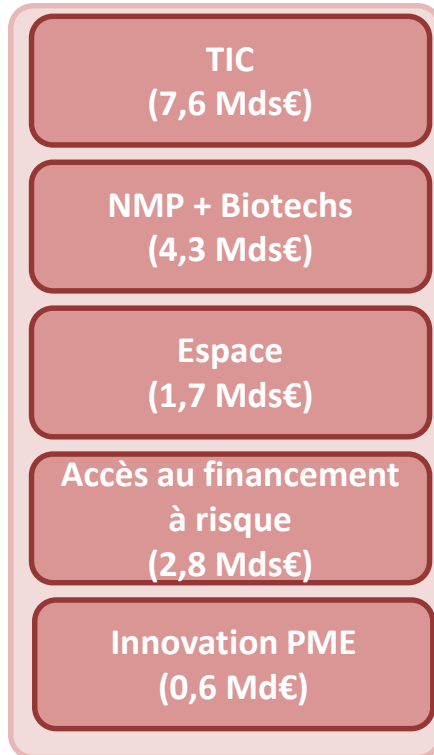 TIC
(7,6 Mds€)
NMP + Biotechs
(4,3 Mds€)
Espace
(1,7 Mds€)
Accès au financement
à risque
(2,8 Mds€)
Innovation PME
(0,6 Md€)